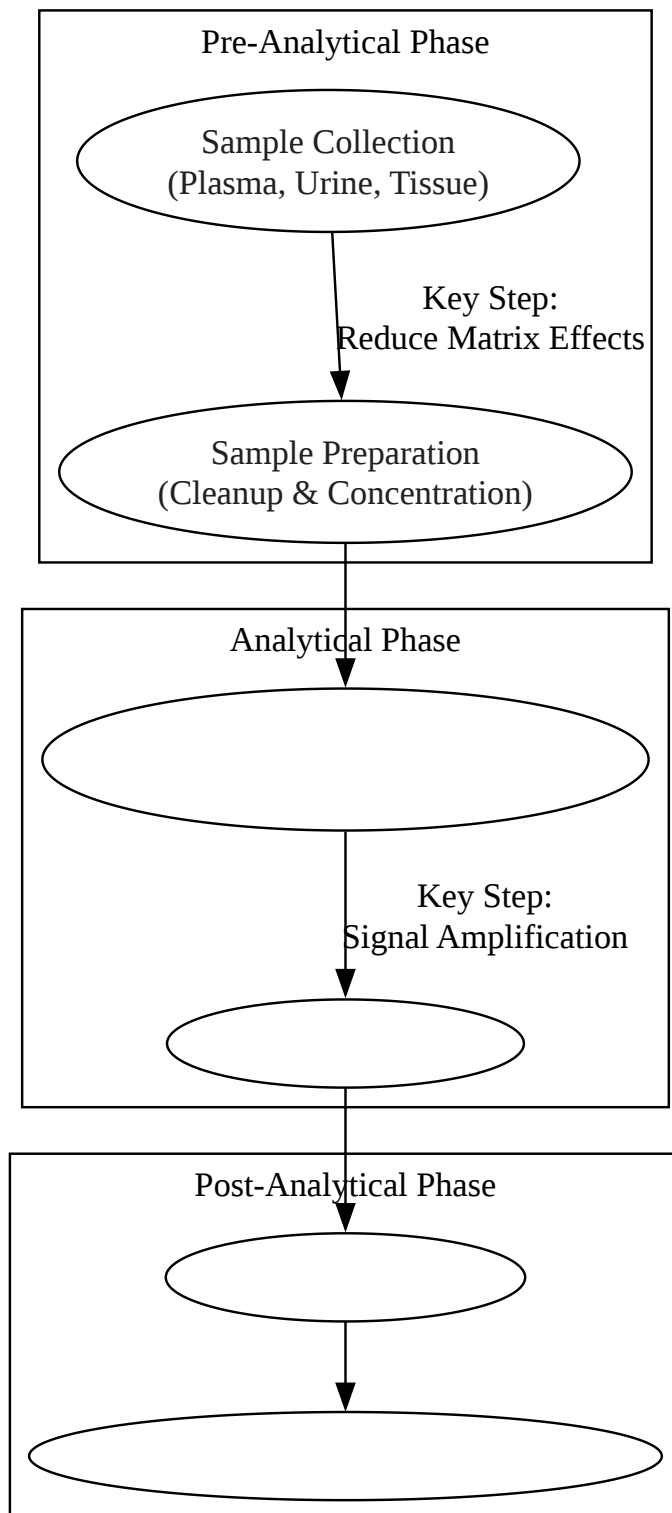 Pre-Analytical Phase
Sample Collection
(Plasma, Urine, Tissue)
Key Step:
Reduce Matrix Effects
Sample Preparation
(Cleanup & Concentration)
Analytical Phase
Key Step:
Signal Amplification
Post-Analytical Phase